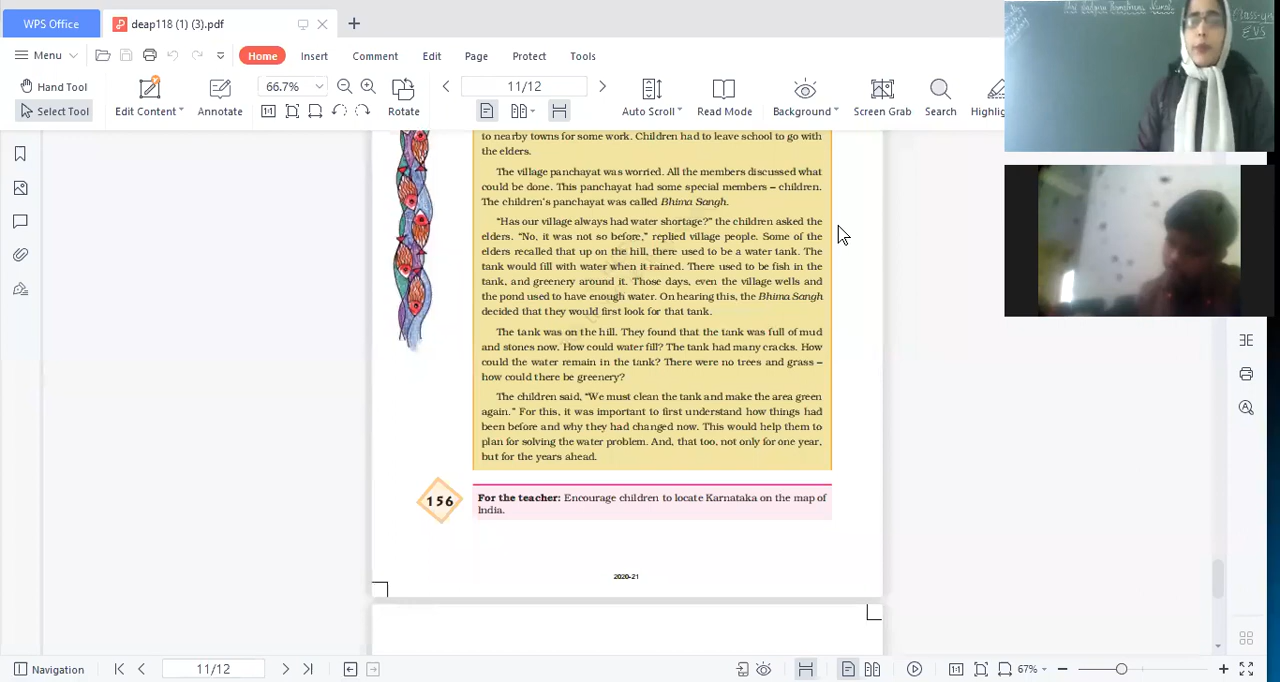 WPS Office
deap118 (1) (3).pdf
Menu
Home
Insert
Comment
Edit
Page
Protect
Tools
Hand Tool
Select Tool
Edit Content
Annotate
66.7%
Rotate
11/12
Auto Scroll
Read Mode
Background
Screen Grab
Search
Highlig
to nearby towns for some work. Children had to leave school to go with
the elders.
The village panchayat was worried. All the members discussed what
could be done. This panchayat had some special members – children.
The children's panchayat was called Bhima Sangh.
“Has our village always had water shortage?” the children asked the
elders. “No, it was not so before,” replied village people. Some of the
elders recalled that up on the hill, there used to be a water tank. The
tank would fill with water when it rained. There used to be fish in the
tank, and greenery around it. Those days, even the village wells and
the pond used to have enough water. On hearing this, the Bhima Sangh
decided that they would first look for that tank.
The tank was on the hill. They found that the tank was full of mud
and stones now. How could water fill? The tank had many cracks. How
could the water remain in the tank? There were no trees and grass –
how could there be greenery?
The children said, “We must clean the tank and make the area green
again.” For this, it was important to first understand how things had
been before and why they had changed now. This would help them to
plan for solving the water problem. And, that too, not only for one year,
but for the years ahead.
156
For the teacher: Encourage children to locate Karnataka on the map of
India.
2020-21
Navigation
11/12
67%
EVS